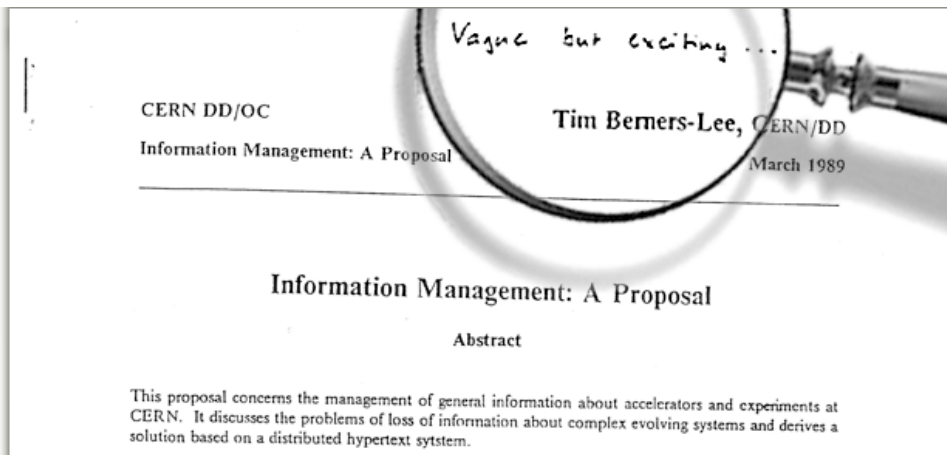 Vague but exciting ...
CERN DD/OC
Tim Berners-Lee, CERN/DD
Information Management: A Proposal
March 1989
Information Management: A Proposal
Abstract
This proposal concerns the management of general information about accelerators and experiments at
CERN. It discusses the problems of loss of information about complex evolving systems and derives a
solution based on a distributed hypertext sytstem.